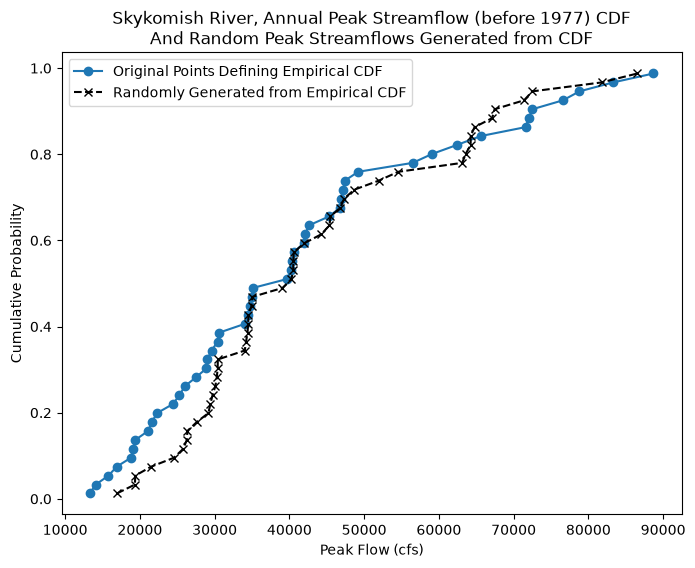 Skykomish River, Annual Peak Streamflow (before 1977) CDF
And Random Peak Streamflows Generated from CDF
Original Points Defining Empirical CDF
Randomly Generated from Empirical CDF
1.0
0.8
0.6
0.4
0.2
0.0
Cumulative Probability
10000 20000 30000 40000 50000 60000 70000 80000 90000
Peak Flow (cfs)